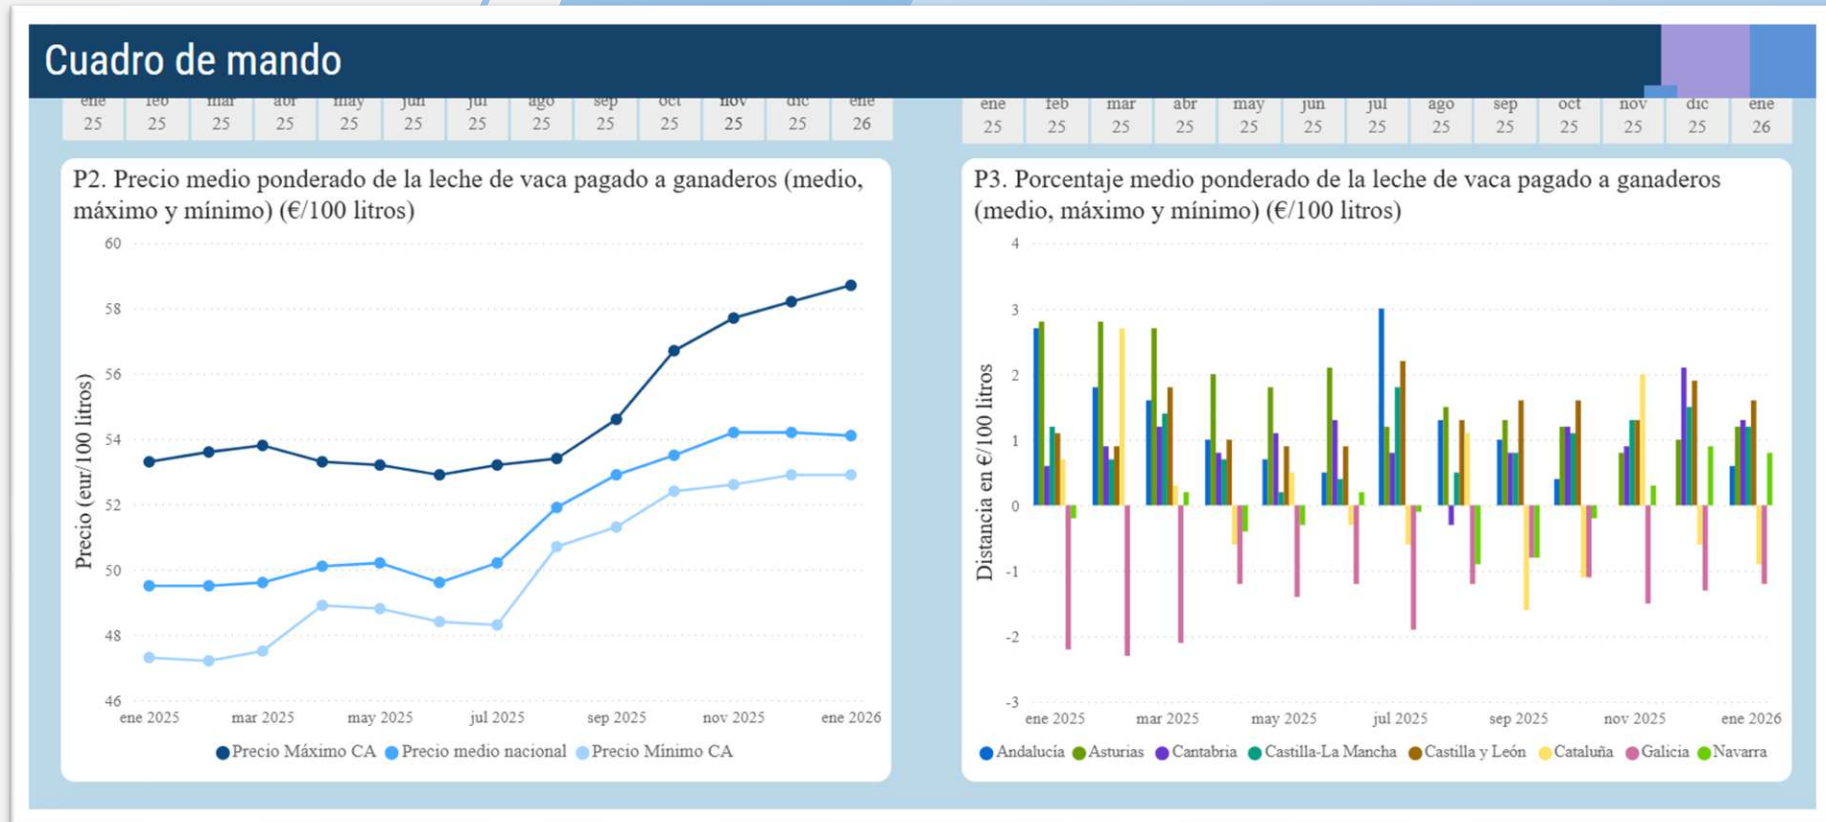 Cuadro de mando
ene feb mar abr may jun jul ago sep oct nov dic ene
25 25 25 25 25 25 25 25 25 25 25 25 26
ene feb mar abr may jun jul ago sep oct nov dic ene
25 25 25 25 25 25 25 25 25 25 25 25 26
P2. Precio medio ponderado de la leche de vaca pagado a ganaderos (medio,
máximo y mínimo) (€/100 litros)
60
58
56
54
52
50
48
46
Precio (eur/100 litros)
ene 2025 mar 2025 may 2025 jul 2025 sep 2025 nov 2025 ene 2026
Precio Máximo CA Precio medio nacional Precio Mínimo CA
P3. Porcentaje medio ponderado de la leche de vaca pagado a ganaderos
(medio, máximo y mínimo) (€/100 litros)
4
3
2
1
0
-1
-2
-3
Distancia en €/100 litros
ene 2025 mar 2025 may 2025 jul 2025 sep 2025 nov 2025 ene 2026
Andalucía Asturias Cantabria Castilla-La Mancha Castilla y León Cataluña Galicia Navarra